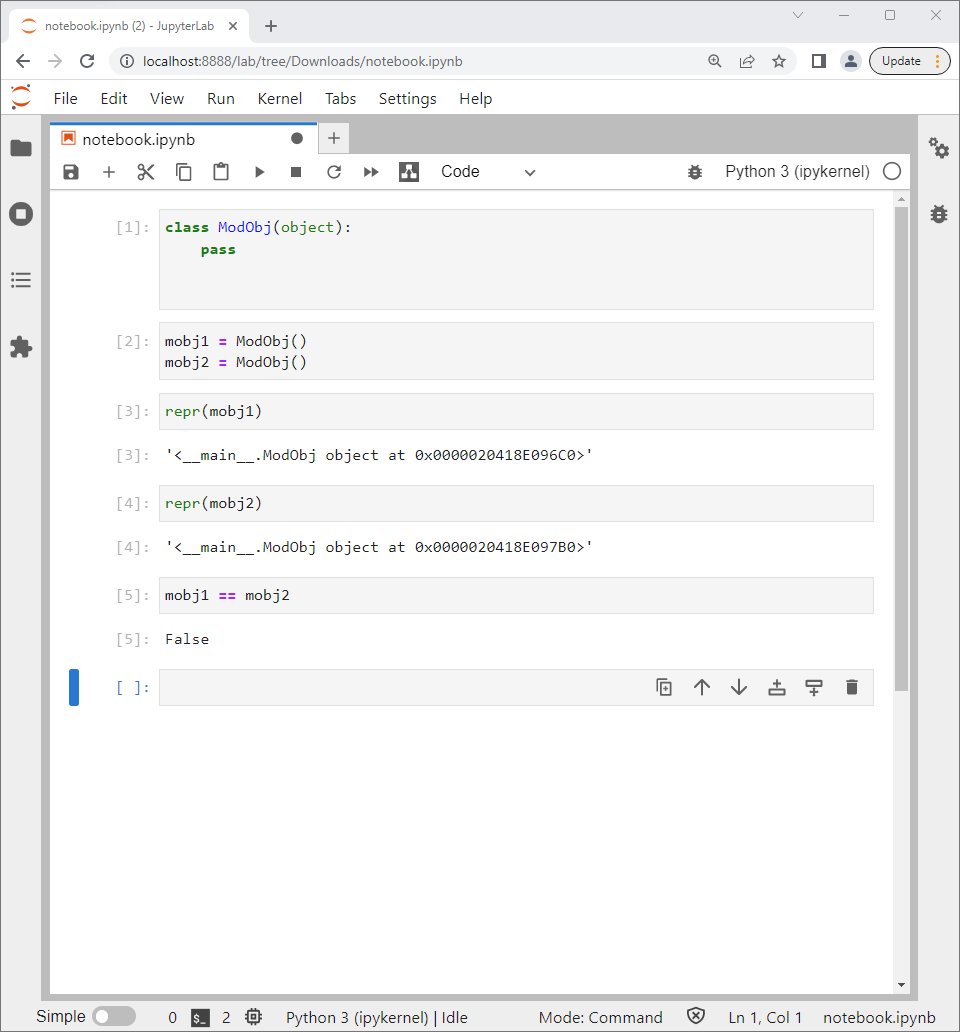 notebook.ipynb (2) - JupyterLab
localhost:8888/lab/tree/Downloads/notebook.ipynb
Update
File Edit View Run Kernel Tabs Settings Help
notebook.ipynb
Code
Python 3 (ipykernel)
[1]: class ModObj(object):
pass
[2]: mobj1 = ModObj()
mobj2 = ModObj()
[3]: repr(mobj1)
[3]: '<__main__.ModObj object at 0x0000020418E096C0>'
[4]: repr(mobj2)
[4]: '<__main__.ModObj object at 0x0000020418E097B0>'
[5]: mobj1 == mobj2
[5]: False
[ ]:
Simple 0 $_ 2 Python 3 (ipykernel) | Idle Mode: Command Ln 1, Col 1 notebook.ipynb